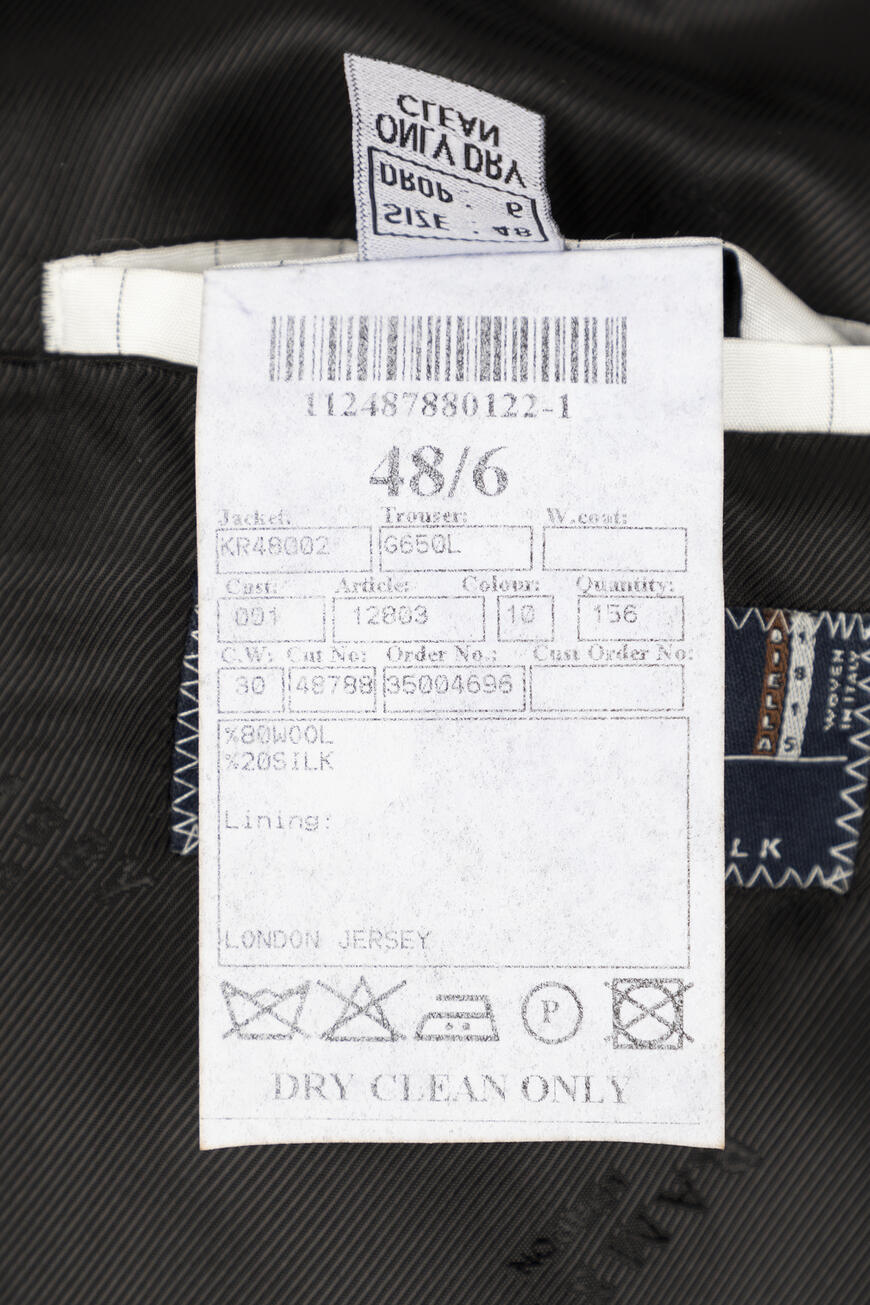 CLEAN
ONLY DRY
DROP - 6
SIZE - 48
112487880122-1
48/6
Jacket: Trouser: W.coat:
KR48002 G650L
Cust: Article: Colour: Quantity:
001 12803 10 156
C.W: Cut No: Order No.: Cust Order No:
30 48788 35004696
%80WOOL
%20SILK
Lining:
LONDON JERSEY
P
DRY CLEAN ONLY
BIELLA
1815
WOVEN
IN ITALY
LK